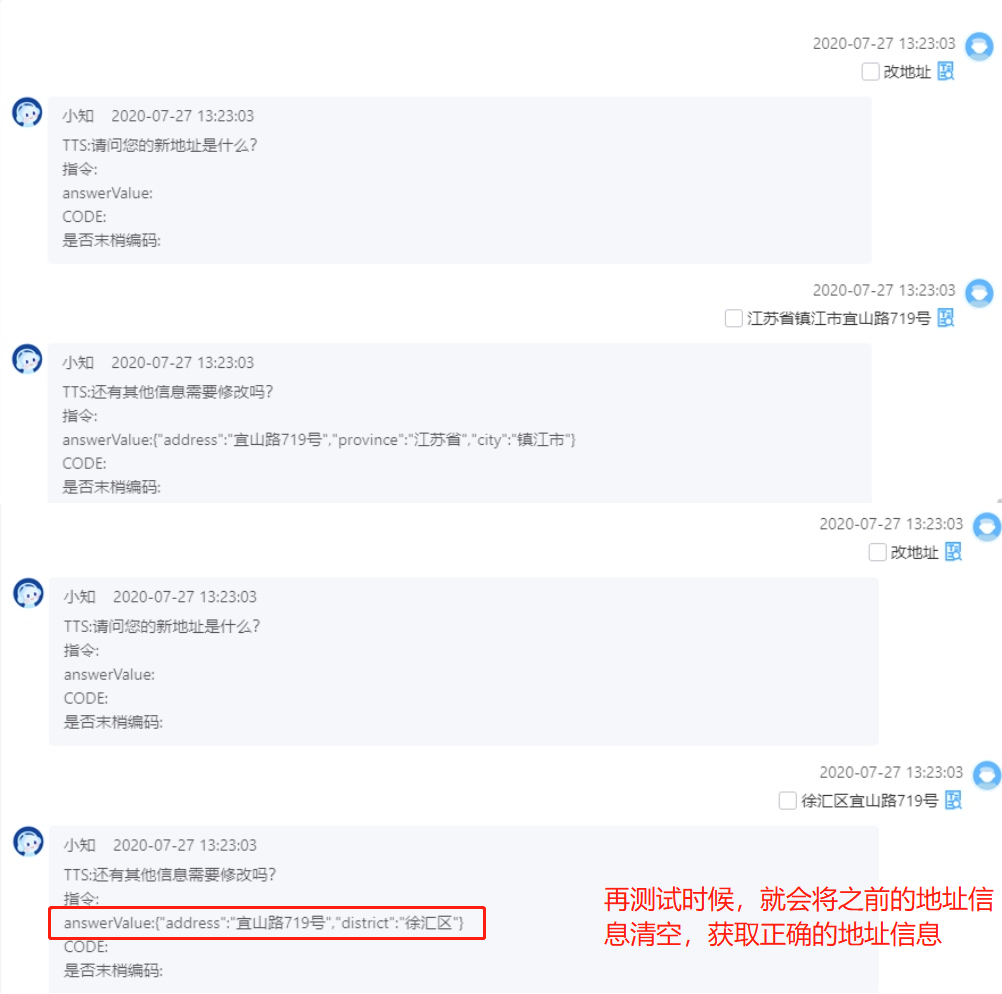 2020-07-27 13:23:03
改地址
小知 2020-07-27 13:23:03
TTS:请问您的新地址是什么?
指令:
answerValue:
CODE:
是否末梢编码:
2020-07-27 13:23:03
江苏省镇江市宜山路719号
小知 2020-07-27 13:23:03
TTS:还有其他信息需要修改吗?
指令:
answerValue:{"address":"宜山路719号","province":"江苏省","city":"镇江市"}
CODE:
是否末梢编码:
2020-07-27 13:23:03
改地址
小知 2020-07-27 13:23:03
TTS:请问您的新地址是什么?
指令:
answerValue:
CODE:
是否末梢编码:
2020-07-27 13:23:03
徐汇区宜山路719号
小知 2020-07-27 13:23:03
TTS:还有其他信息需要修改吗?
指令:
answerValue:{"address":"宜山路719号","district":"徐汇区"}
CODE:
是否末梢编码:
再测试时候，就会将之前的地址信
息清空，获取正确的地址信息